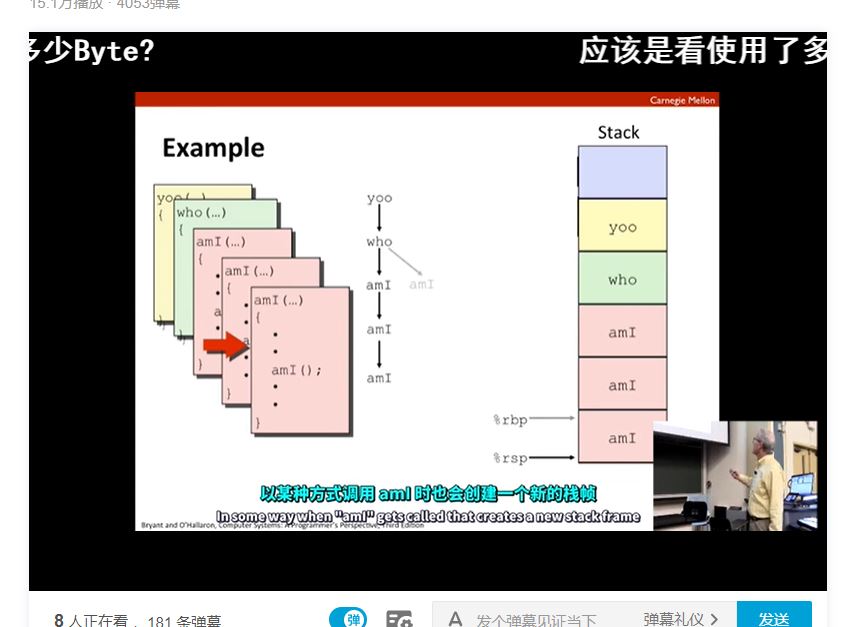 15.1万播放 · 4053弹幕
多少Byte?
应该是看使用了多
Carnegie Mellon
Example
Stack
yoo(…)
{
who(…)
{
amI(…)
{
amI(…)
{
amI(…)
{
•
•
amI();
•
•
}
yoo
who
amI
amI
amI
amI
yoo
who
amI
amI
amI
%rbp
%rsp
以某种方式调用 amI 时也会创建一个新的栈帧
In some way when "amI" gets called that creates a new stack frame
Bryant and O'Hallaron, Computer Systems: A Programmer's Perspective, Third Edition
8 人正在看, 181 条弹幕
弹
A
发个弹幕见证当下
弹幕礼仪 >
发送